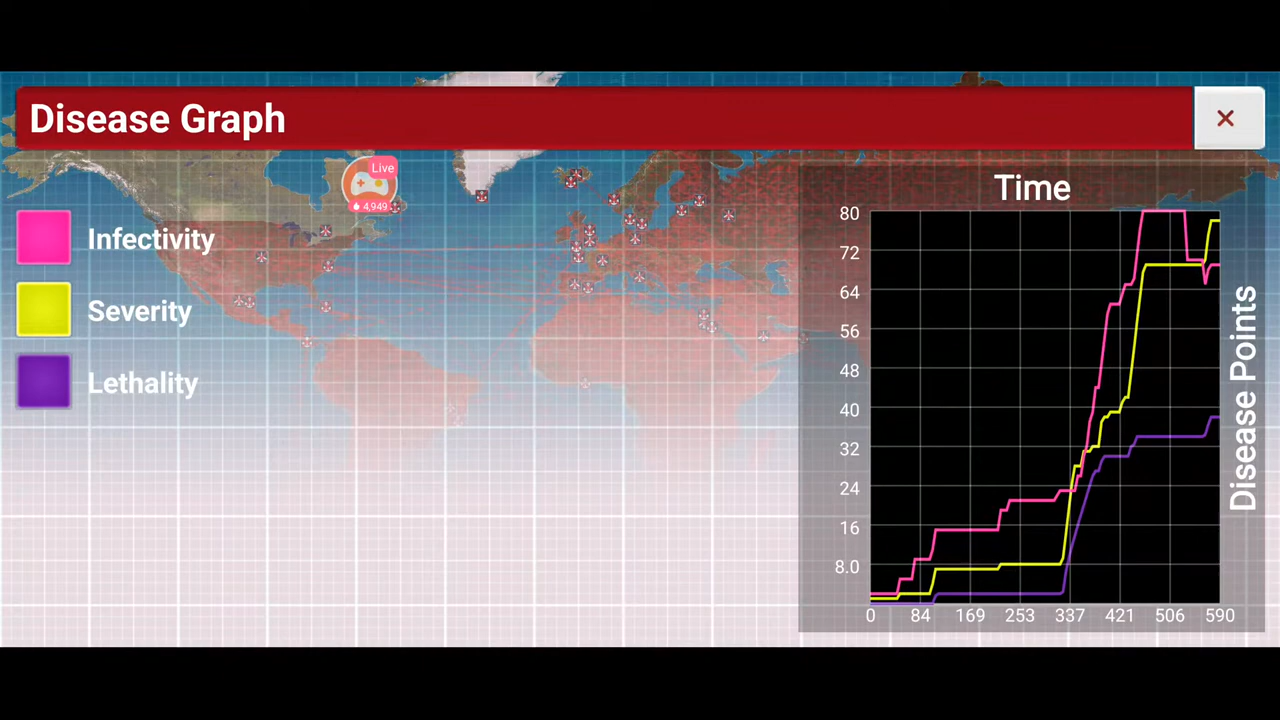 Disease Graph
×
Live
4,949
Infectivity
Severity
Lethality
Time
80
72
64
56
48
40
32
24
16
8.0
0 84 169 253 337 421 506 590
Disease Points